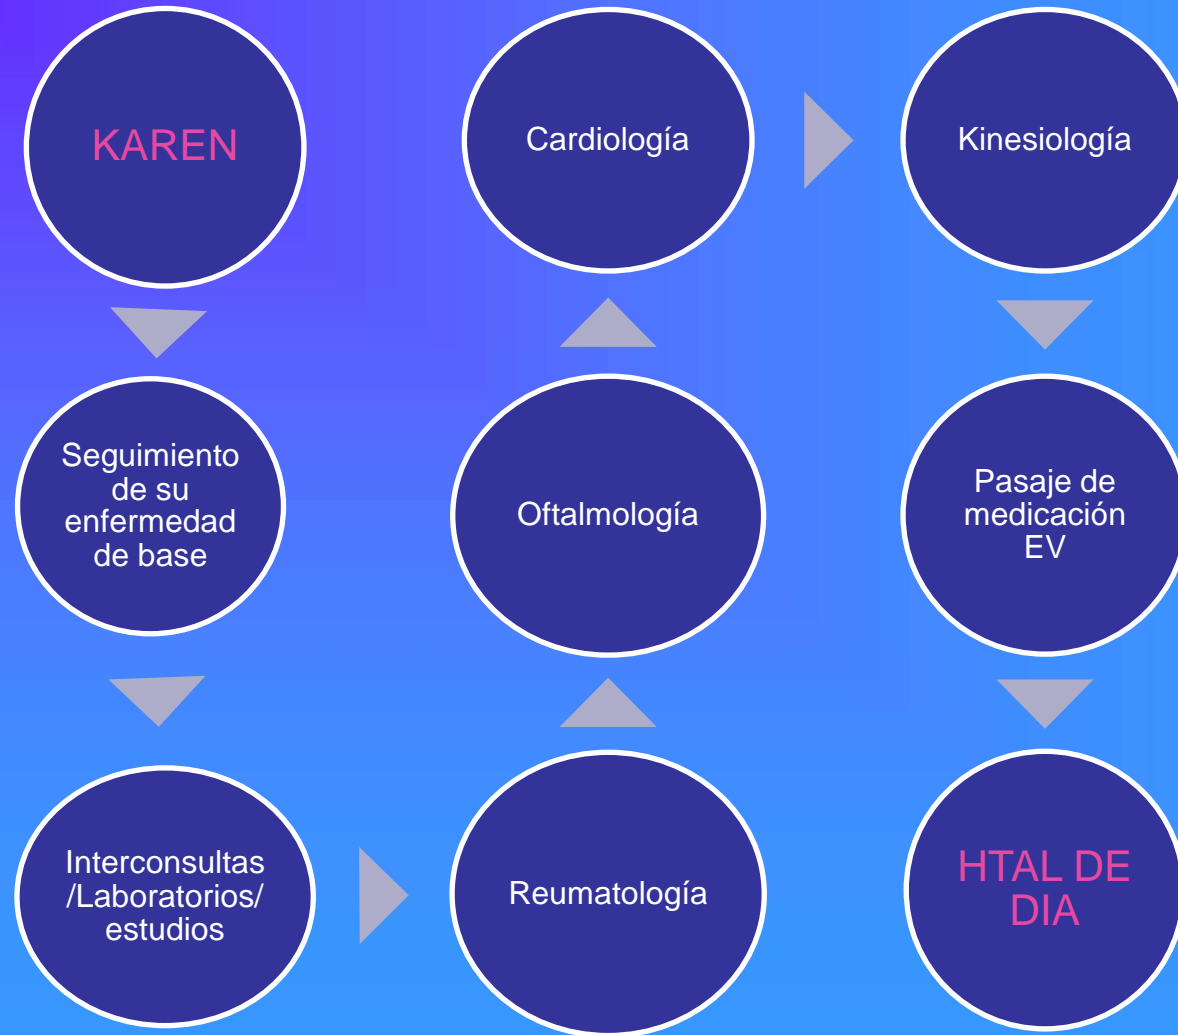 KAREN
Seguimiento
de su
enfermedad
de base
Interconsultas
/Laboratorios/
estudios
Reumatología
Oftalmología
Cardiología
Kinesiología
Pasaje de
medicación
EV
HTAL DE
DIA